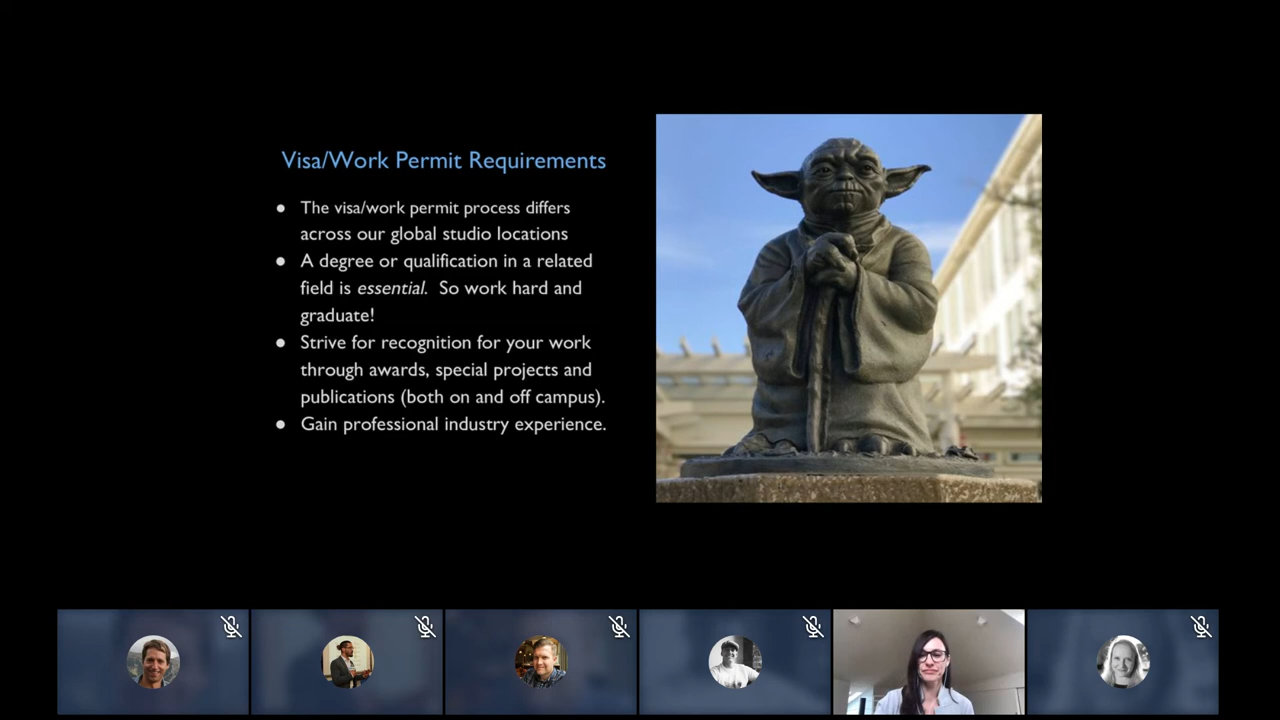 Visa/Work Permit Requirements
● The visa/work permit process differs
across our global studio locations
● A degree or qualification in a related
field is essential. So work hard and
graduate!
● Strive for recognition for your work
through awards, special projects and
publications (both on and off campus).
● Gain professional industry experience.